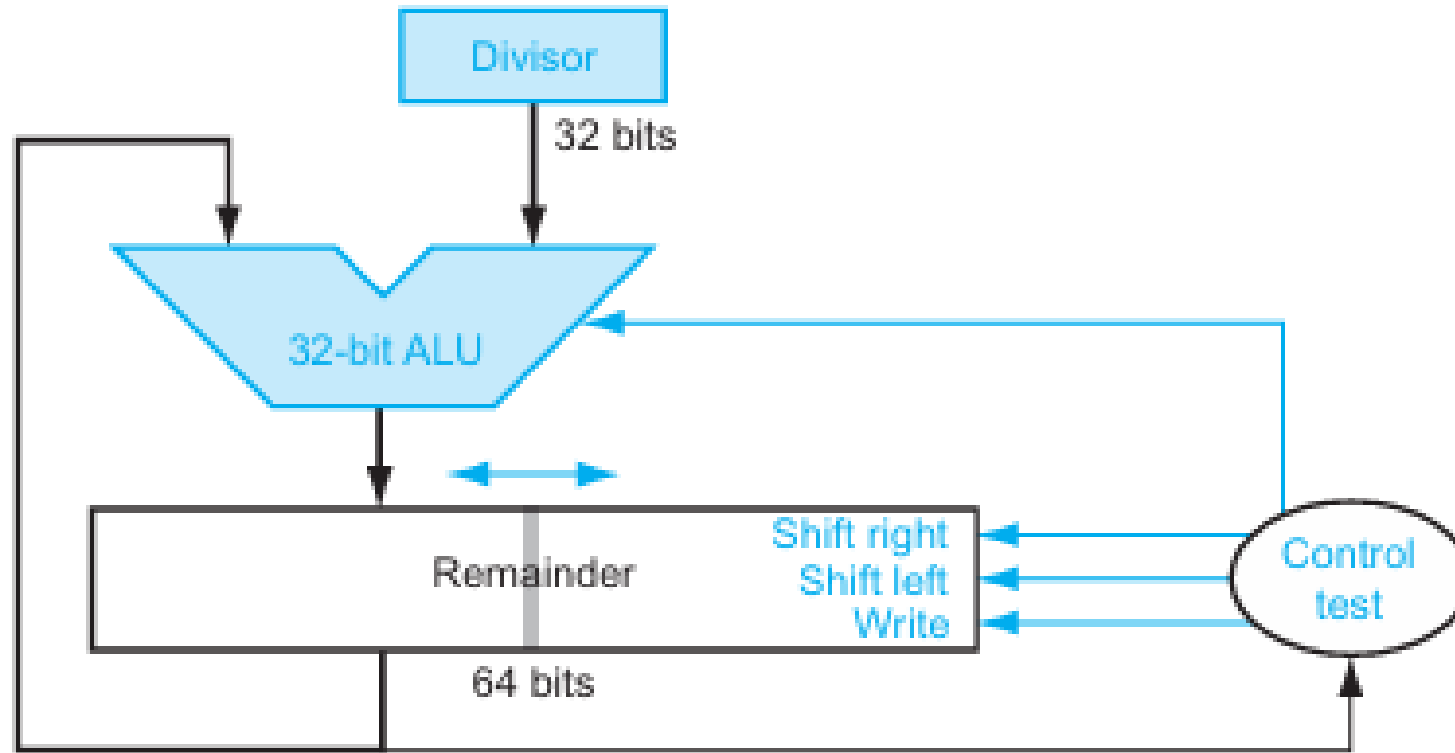 Divisor
32 bits
32-bit ALU
Remainder
Shift right
Shift left
Write
64 bits
Control
test